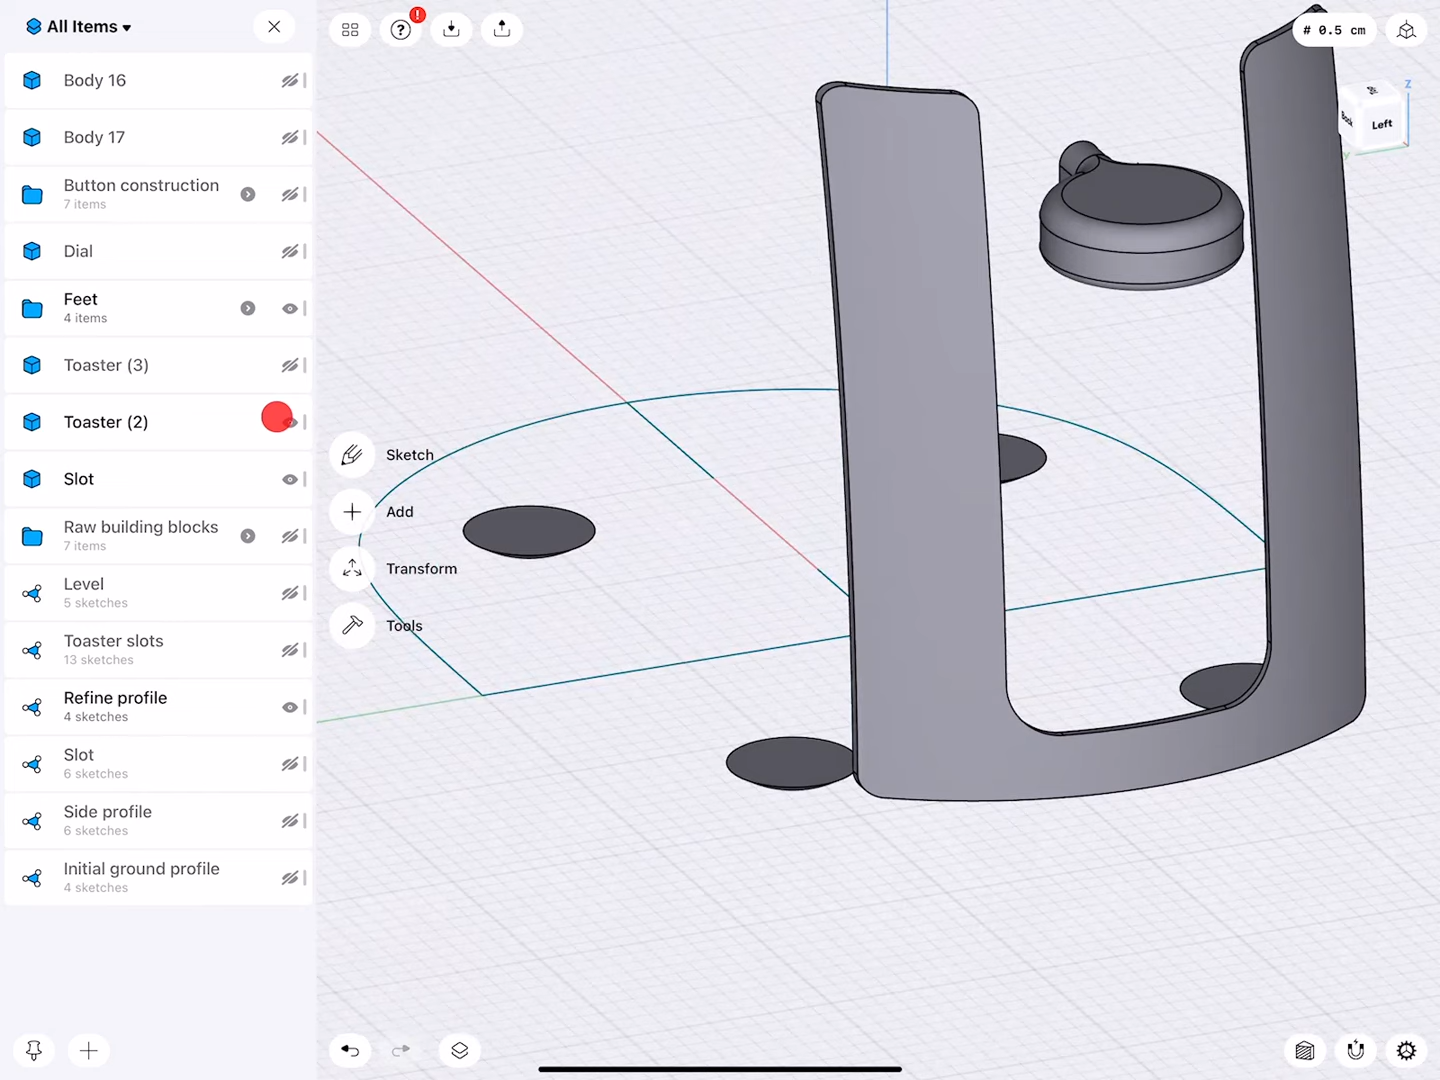 All Items
# 0.5 cm
Body 16
Body 17
Button construction
7 items
Dial
Feet
4 items
Toaster (3)
Toaster (2)
Slot
Raw building blocks
7 items
Level
5 sketches
Toaster slots
13 sketches
Refine profile
4 sketches
Slot
6 sketches
Side profile
6 sketches
Initial ground profile
4 sketches
Sketch
Add
Transform
Tools
Z
Back
Left
Y